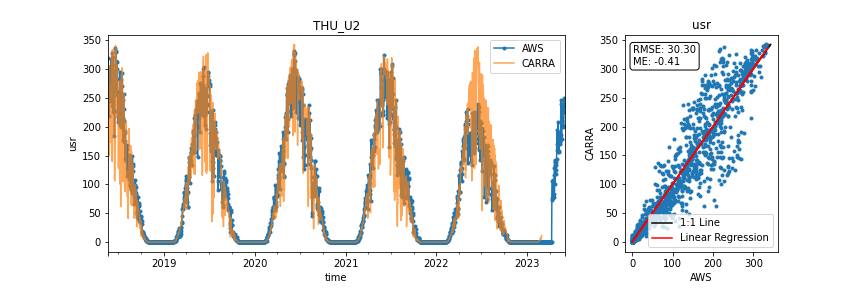 THU_U2
usr
350
300
250
200
150
100
50
0
usr
AWS
CARRA
2019
2020
2021
2022
2023
time
350
300
250
200
150
100
50
0
CARRA
RMSE: 30.30
ME: -0.41
1:1 Line
Linear Regression
0
100
200
300
AWS